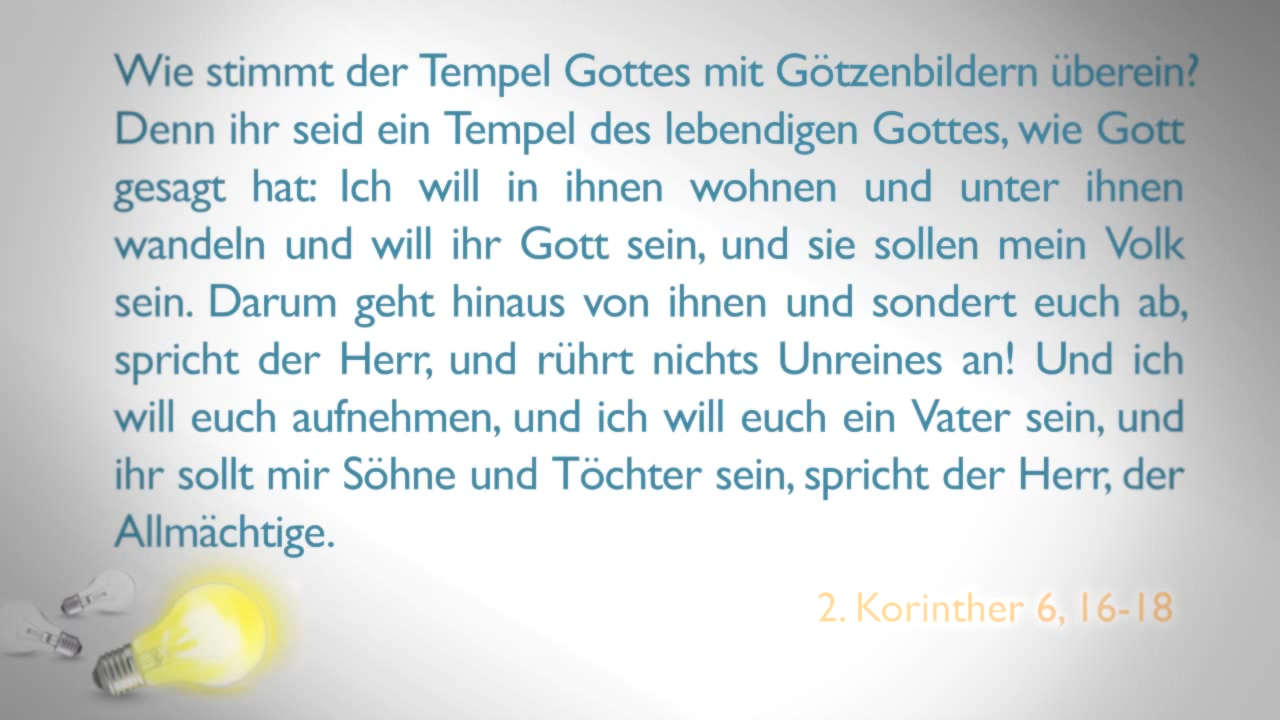 Wie stimmt der Tempel Gottes mit Götzenbildern überein?
Denn ihr seid ein Tempel des lebendigen Gottes, wie Gott
gesagt hat: Ich will in ihnen wohnen und unter ihnen
wandeln und will ihr Gott sein, und sie sollen mein Volk
sein. Darum geht hinaus von ihnen und sondert euch ab,
spricht der Herr, und rührt nichts Unreines an! Und ich
will euch aufnehmen, und ich will euch ein Vater sein, und
ihr sollt mir Söhne und Töchter sein, spricht der Herr, der
Allmächtige.
2. Korinther 6, 16-18